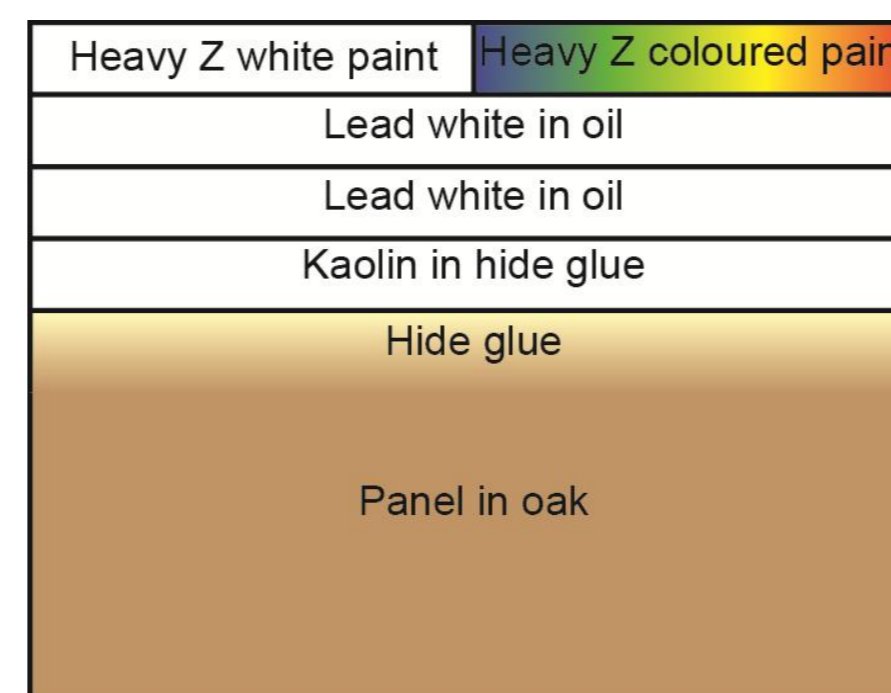 Heavy Z white paint
Heavy Z coloured pain
Lead white in oil
Lead white in oil
Kaolin in hide glue
Hide glue
Panel in oak